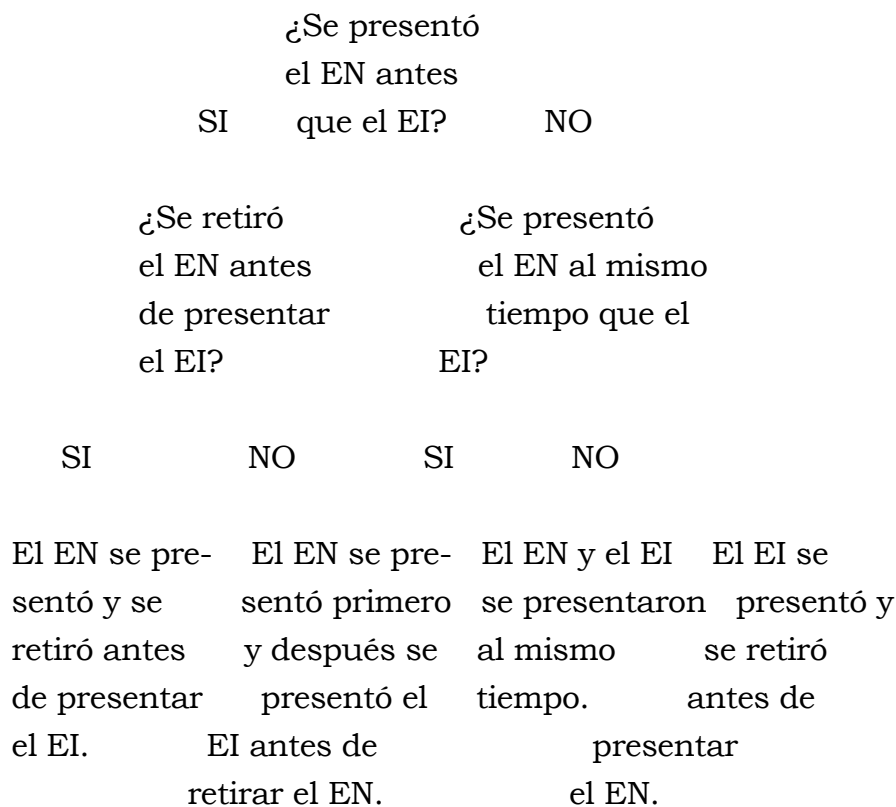 ¿Se presentó
el EN antes
SI que el EI? NO
¿Se retiró ¿Se presentó
el EN antes el EN al mismo
de presentar tiempo que el
el EI? EI?
SI NO SI NO
El EN se pre- El EN se pre- El EN y el EI El EI se
sentó y se sentó primero se presentaron presentó y
retiró antes y después se al mismo se retiró
de presentar presentó el tiempo. antes de
el EI. EI antes de presentar
retirar el EN. el EN.